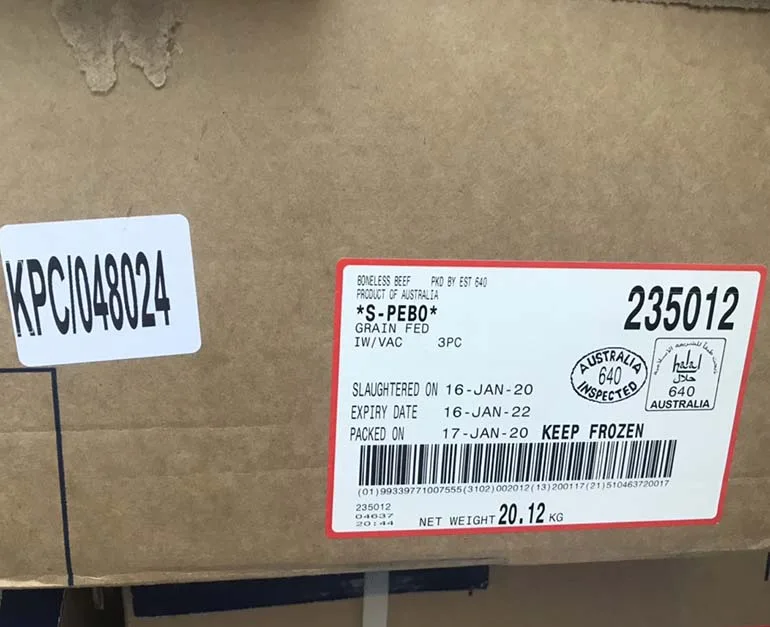 KPC/048024
BONELESS BEEF PKD BY EST 640
PRODUCT OF AUSTRALIA
235012
*S-PEBO*
GRAIN FED
IW/VAC 3PC
AUSTRALIA
640
INSPECTED
halal
حلال
640
AUSTRALIA
SLAUGHTERED ON 16-JAN-20
EXPIRY DATE 16-JAN-22
PACKED ON 17-JAN-20 KEEP FROZEN
(01)99339771007555(3102)002012(13)200117(21)510463720017
235012
04637
20:44
NET WEIGHT 20.12 KG